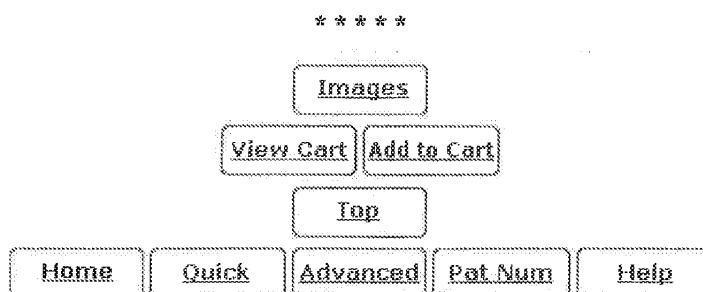 * * * * *
Images
View Cart Add to Cart
Top
Home Quick Advanced Pat Num Help